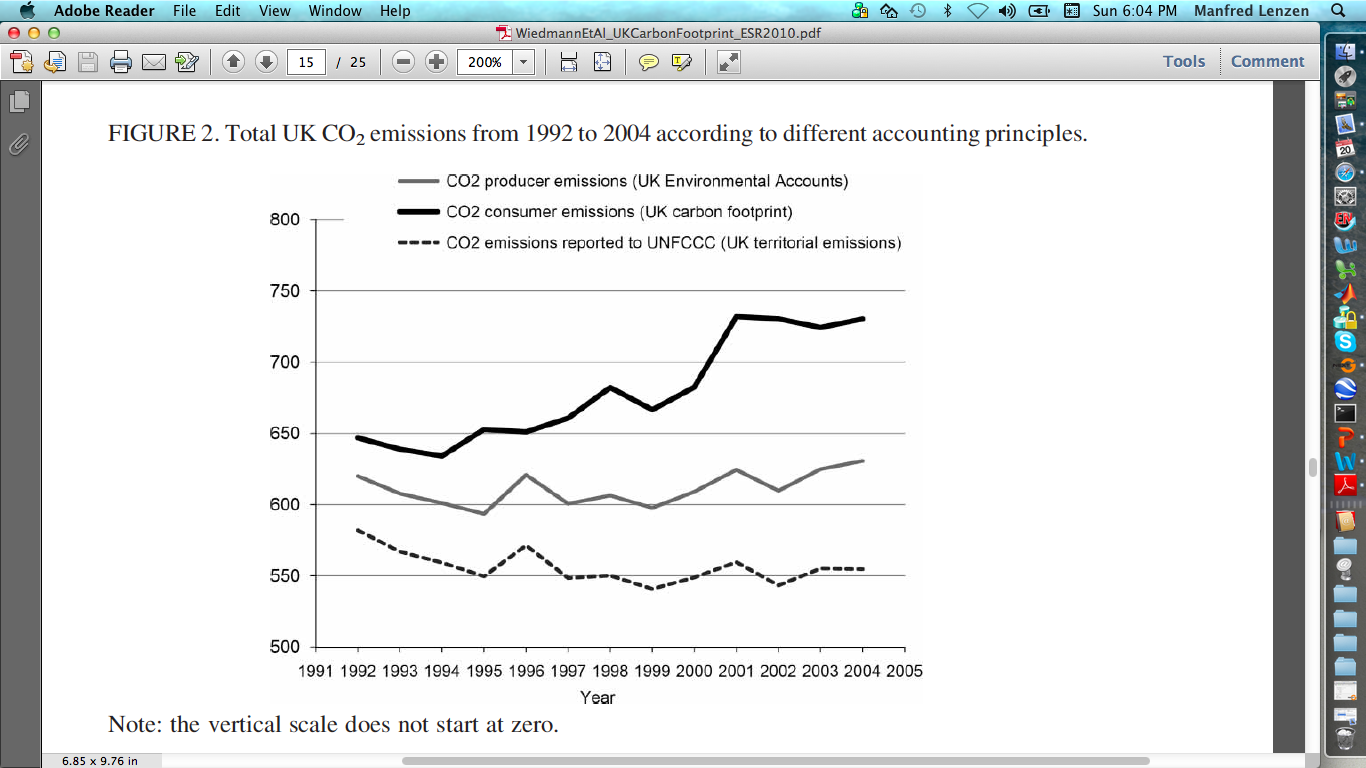 Adobe Reader File Edit View Window Help Sun 6:04 PM Manfred Lenzen
WiedmannEtAl_UKCarbonFootprint_ESR2010.pdf
15 / 25 200% Tools Comment
FIGURE 2. Total UK CO₂ emissions from 1992 to 2004 according to different accounting principles.
CO2 producer emissions (UK Environmental Accounts)
CO2 consumer emissions (UK carbon footprint)
CO2 emissions reported to UNFCCC (UK territorial emissions)
800
750
700
650
600
550
500
1991 1992 1993 1994 1995 1996 1997 1998 1999 2000 2001 2002 2003 2004 2005
Year
Note: the vertical scale does not start at zero.
6.85 x 9.76 in
20